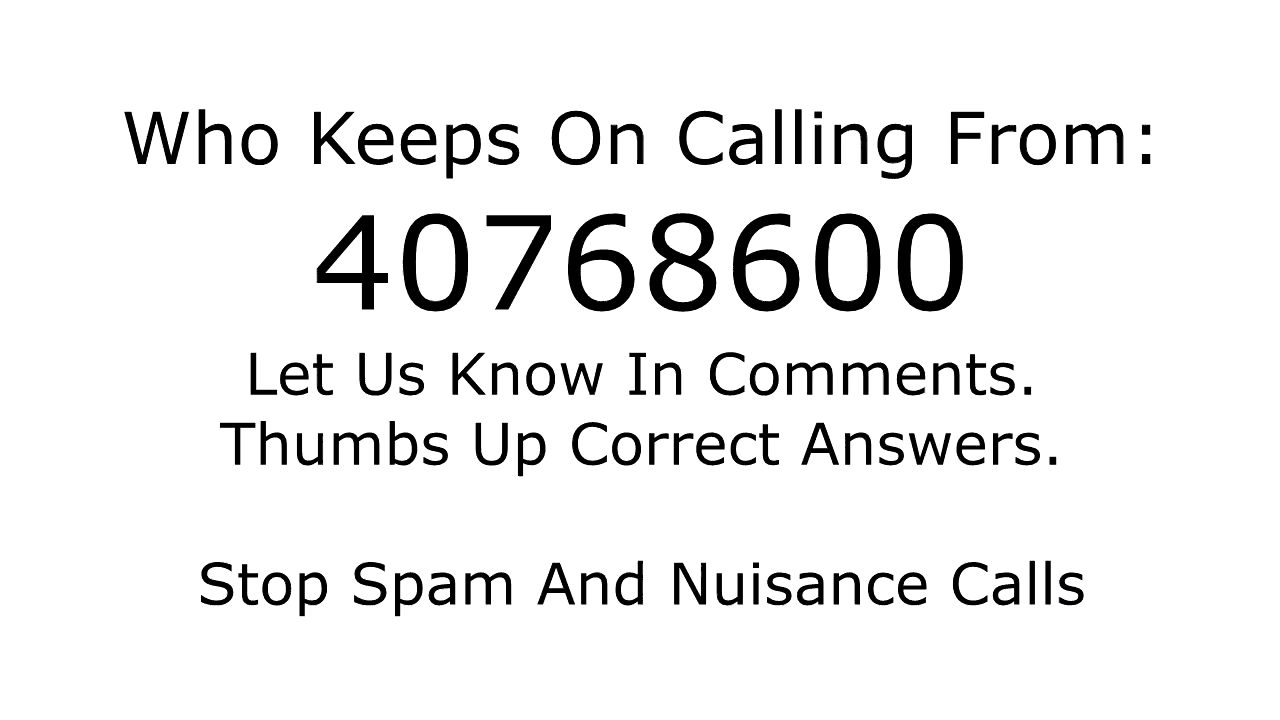 Who Keeps On Calling From:
40768600
Let Us Know In Comments.
Thumbs Up Correct Answers.
Stop Spam And Nuisance Calls